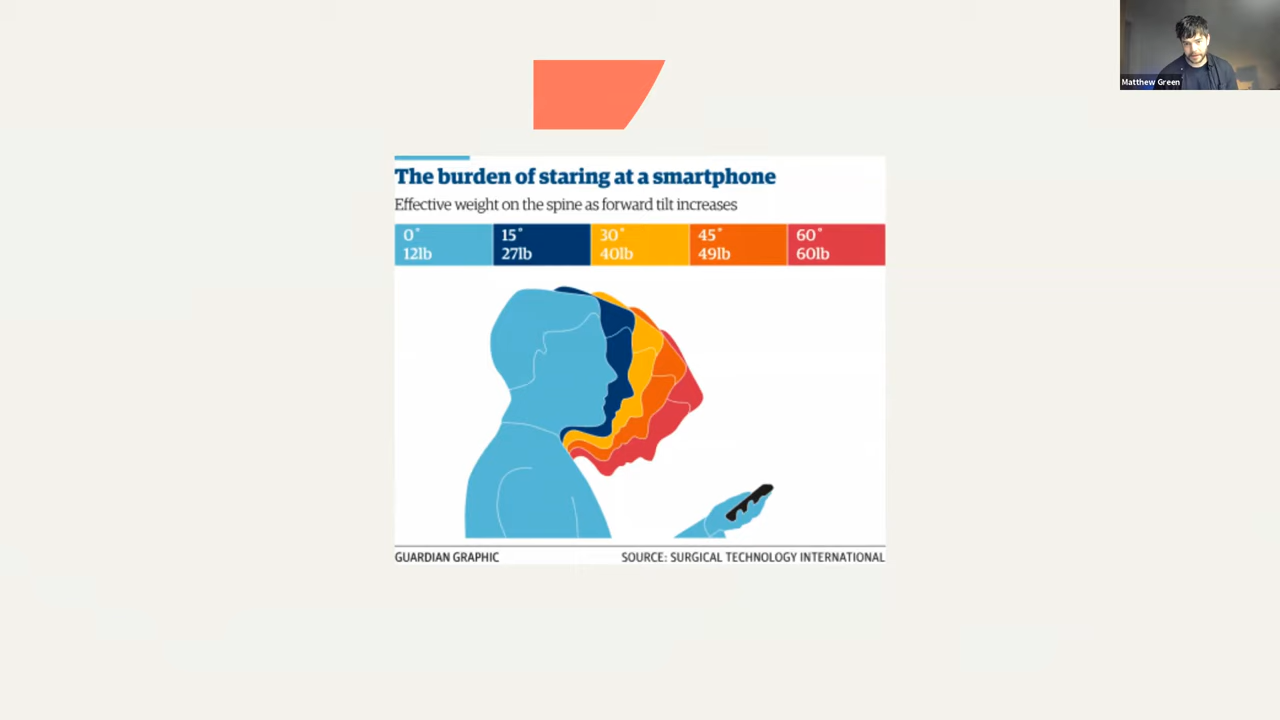 Matthew Green
The burden of staring at a smartphone
Effective weight on the spine as forward tilt increases
0° 15° 30° 45° 60°
12lb 27lb 40lb 49lb 60lb
GUARDIAN GRAPHIC SOURCE: SURGICAL TECHNOLOGY INTERNATIONAL